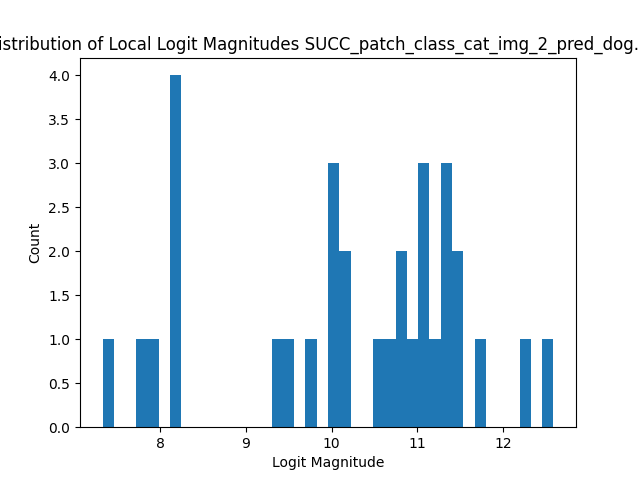 istribution of Local Logit Magnitudes SUCC_patch_class_cat_img_2_pred_dog.
4.0
3.5
3.0
2.5
2.0
1.5
1.0
0.5
0.0
Count
8 9 10 11 12
Logit Magnitude